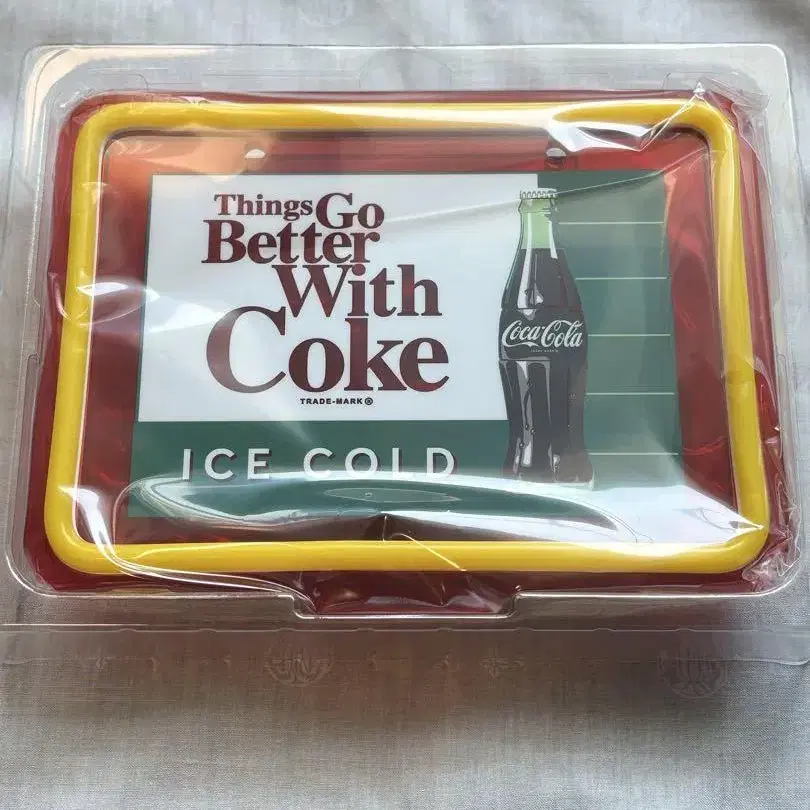 Things Go
Better
With
Coke
TRADE-MARK ®
ICE COLD
Coca-Cola